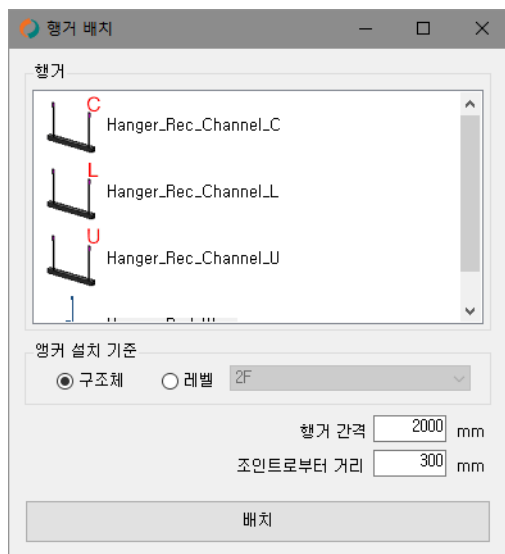 행거 배치
행거
C
Hanger_Rec_Channel_C
L
Hanger_Rec_Channel_L
U
Hanger_Rec_Channel_U
앵커 설치 기준
구조체 레벨 2F
행거 간격 2000 mm
조인트로부터 거리 300 mm
배치